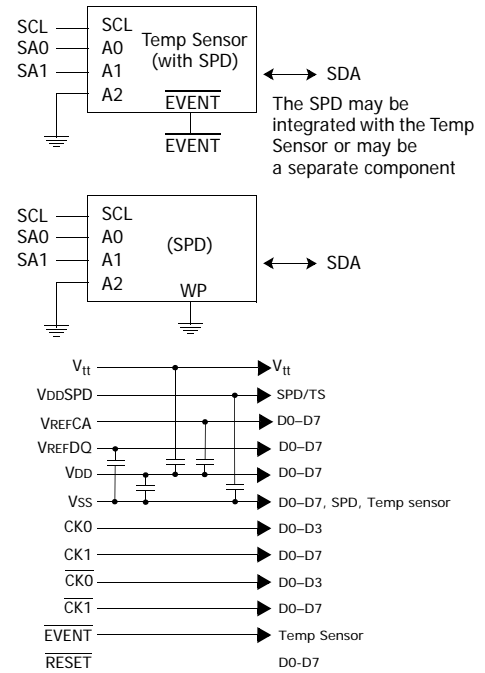 SCL SCL
SA0 A0 Temp Sensor
(with SPD)
SA1 A1
A2 EVENT
EVENT
SDA
The SPD may be
integrated with the Temp
Sensor or may be
a separate component
SCL SCL
SA0 A0 (SPD)
SA1 A1
A2 WP
SDA
Vtt Vtt
VDDSPD SPD/TS
VREFCA D0–D7
VREFDQ D0–D7
VDD D0–D7
VSS D0–D7, SPD, Temp sensor
CK0 D0–D3
CK1 D0–D7
CK0 D0–D3
CK1 D0–D7
EVENT Temp Sensor
RESET D0-D7